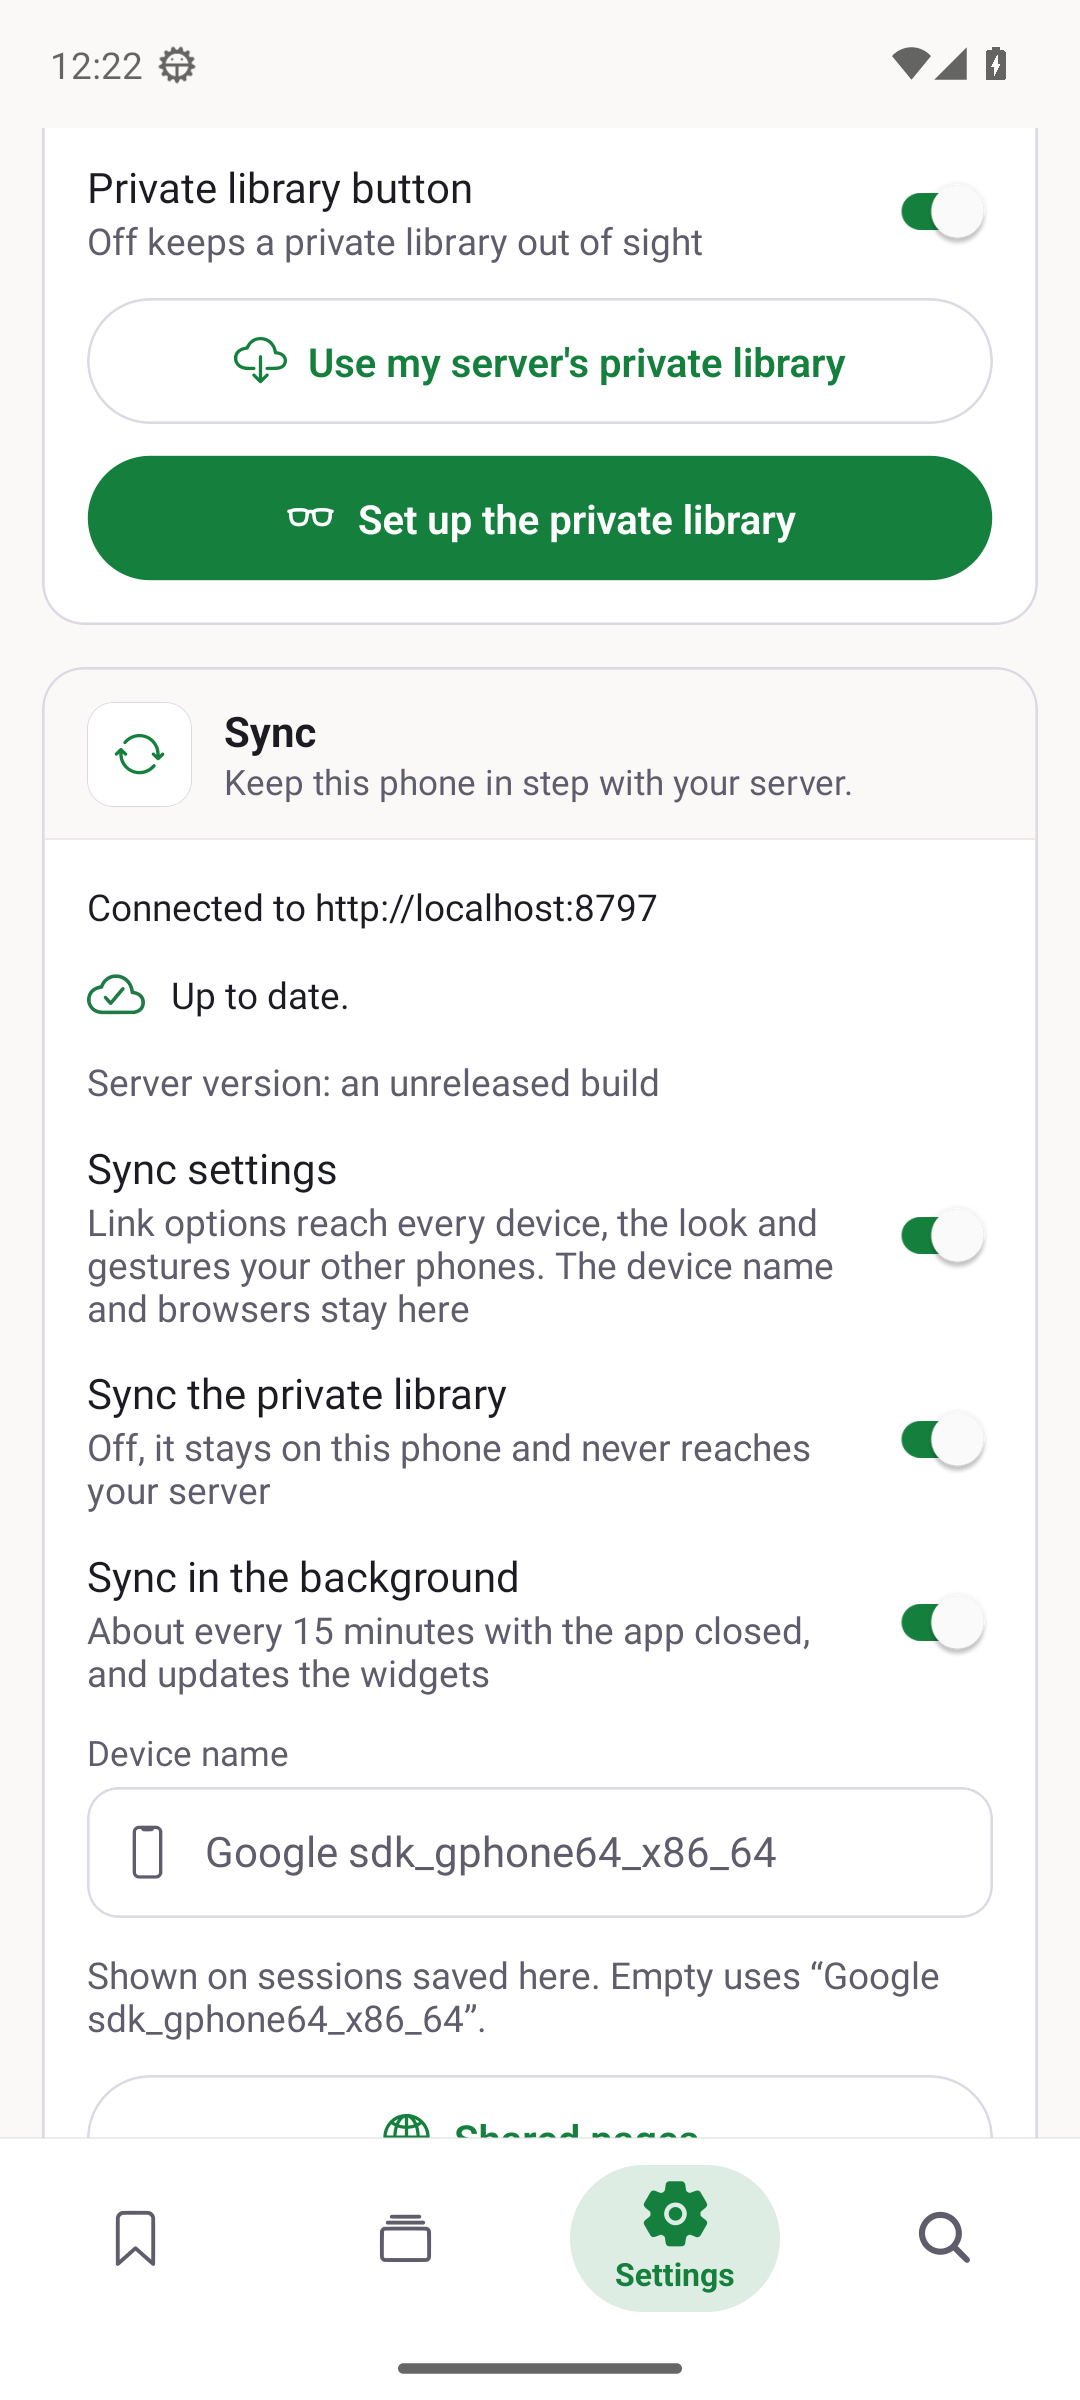 12:22
Private library button
Off keeps a private library out of sight
Use my server's private library
Set up the private library
Sync
Keep this phone in step with your server.
Connected to http://localhost:8797
Up to date.
Server version: an unreleased build
Sync settings
Link options reach every device, the look and
gestures your other phones. The device name
and browsers stay here
Sync the private library
Off, it stays on this phone and never reaches
your server
Sync in the background
About every 15 minutes with the app closed,
and updates the widgets
Device name
Google sdk_gphone64_x86_64
Shown on sessions saved here. Empty uses “Google
sdk_gphone64_x86_64”.
Shared pages
Settings